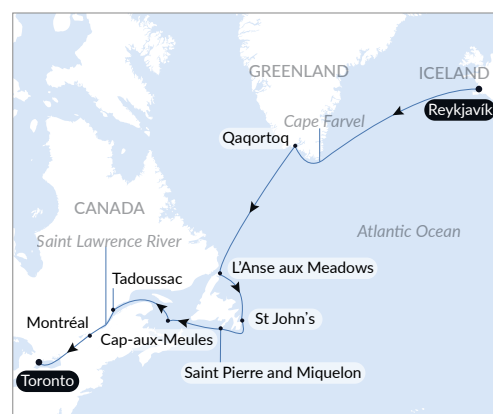 GREENLAND
ICELAND
Reykjavík
Cape Farvel
Qaqortoq
CANADA
Saint Lawrence River
Atlantic Ocean
L'Anse aux Meadows
Tadoussac
St John's
Montréal
Cap-aux-Meules
Saint Pierre and Miquelon
Toronto